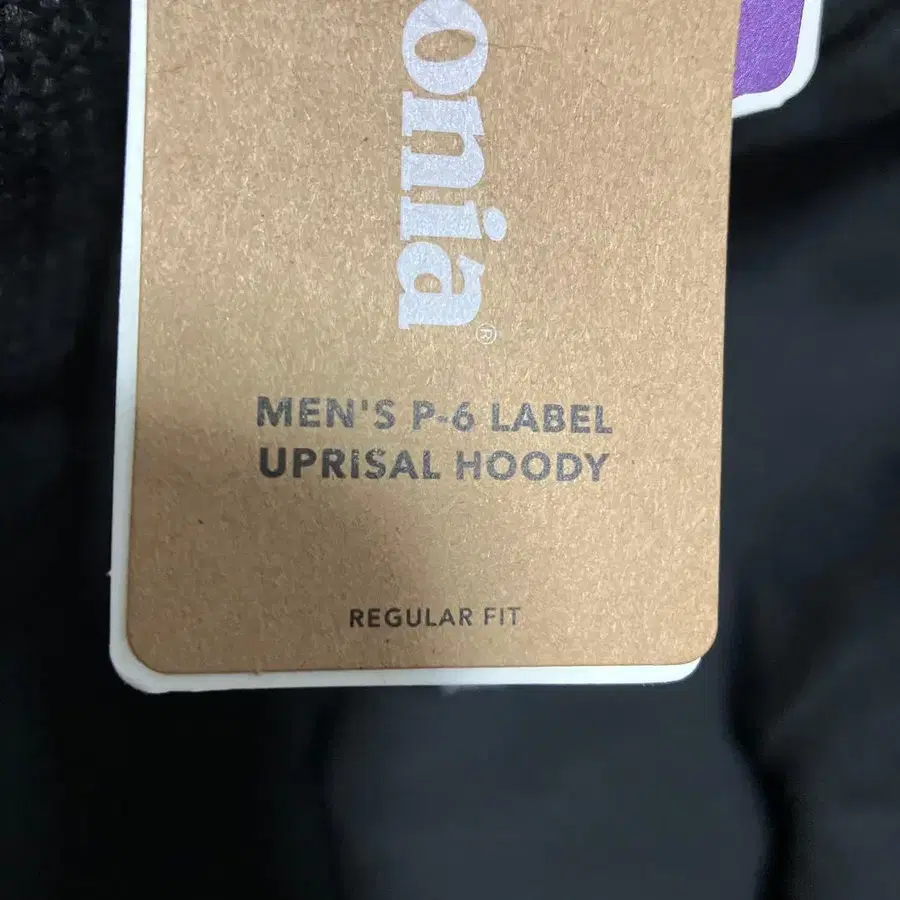 onia®
MEN'S P-6 LABEL
UPRISAL HOODY
REGULAR FIT